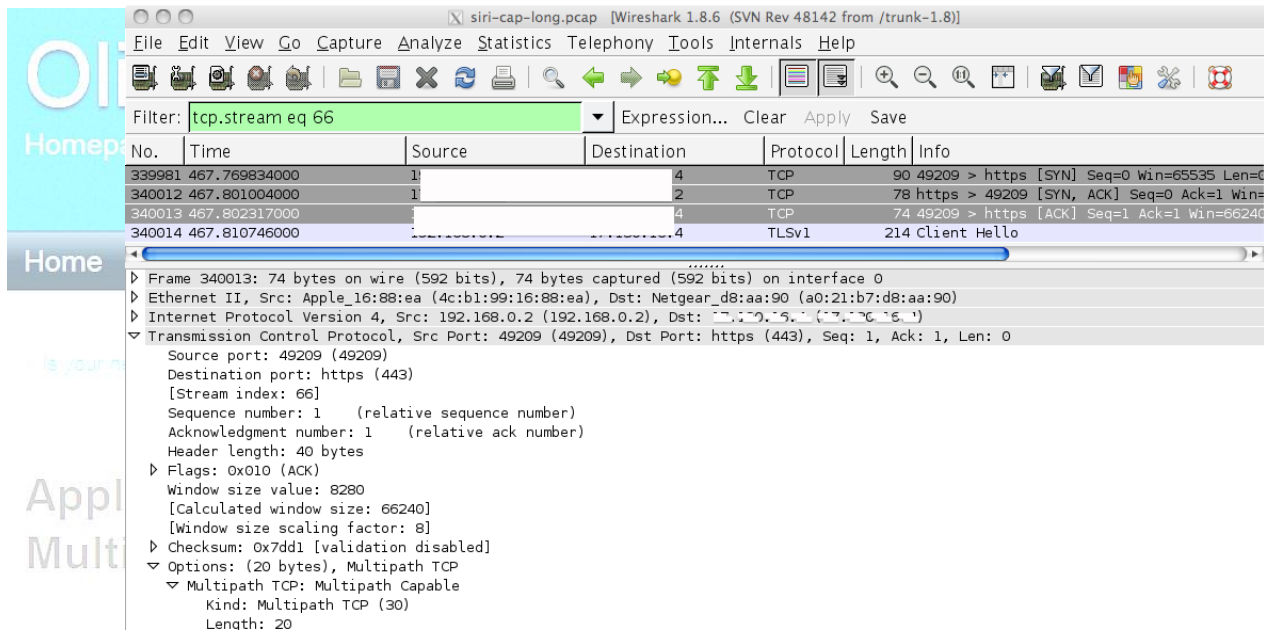 siri-cap-long.pcap [Wireshark 1.8.6 (SVN Rev 48142 from /trunk-1.8)]
File Edit View Go Capture Analyze Statistics Telephony Tools Internals Help
Filter: tcp.stream eq 66 Expression... Clear Apply Save
Homep
No. Time Source Destination Protocol Length Info
339981 467.769834000 4 TCP 90 49209 > https [SYN] Seq=0 Win=65535 Len=0
340012 467.801004000 2 TCP 78 https > 49209 [SYN, ACK] Seq=0 Ack=1 Win=
340013 467.802317000 4 TCP 74 49209 > https [ACK] Seq=1 Ack=1 Win=66240
340014 467.810746000 4 TLSv1 214 Client Hello
Home
Frame 340013: 74 bytes on wire (592 bits), 74 bytes captured (592 bits) on interface 0
Ethernet II, Src: Apple_16:88:ea (4c:b1:99:16:88:ea), Dst: Netgear_d8:aa:90 (a0:21:b7:d8:aa:90)
Internet Protocol Version 4, Src: 192.168.0.2 (192.168.0.2), Dst:
Transmission Control Protocol, Src Port: 49209 (49209), Dst Port: https (443), Seq: 1, Ack: 1, Len: 0
Source port: 49209 (49209)
Is your
Destination port: https (443)
[Stream index: 66]
Sequence number: 1 (relative sequence number)
Acknowledgment number: 1 (relative ack number)
Header length: 40 bytes
Flags: 0x010 (ACK)
Appl
Window size value: 8280
[Calculated window size: 66240]
[Window size scaling factor: 8]
Multi
Checksum: 0x7dd1 [validation disabled]
Options: (20 bytes), Multipath TCP
Multipath TCP: Multipath Capable
Kind: Multipath TCP (30)
Length: 20